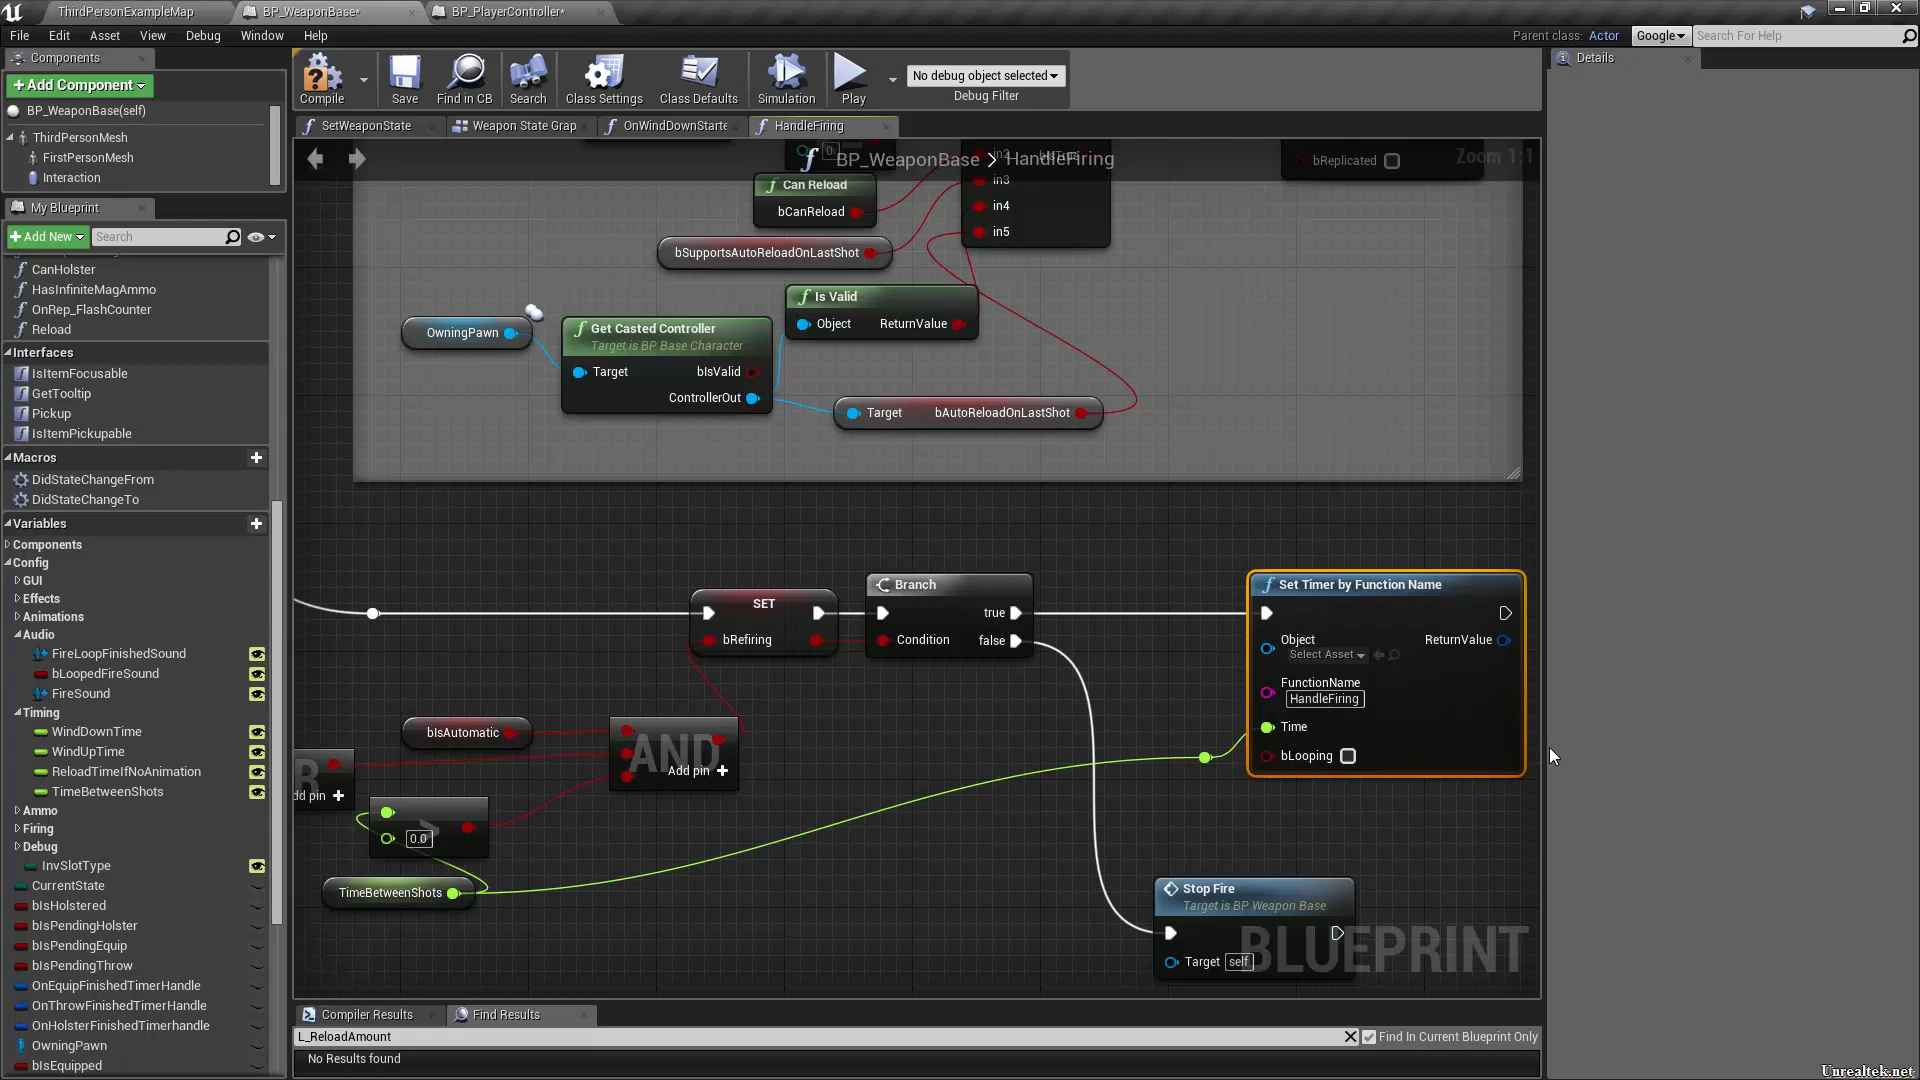 ThirdPersonExampleMap
BP_WeaponBase*
BP_PlayerController*
File Edit Asset View Debug Window Help
Parent class: Actor
Google
Search For Help
Components
Details
+Add Component
BP_WeaponBase(self)
ThirdPersonMesh
FirstPersonMesh
Interaction
Compile
Save
Find in CB
Search
Class Settings
Class Defaults
Simulation
Play
No debug object selected
Debug Filter
SetWeaponState
Weapon State Grap
OnWindDownStarte
HandleFiring
BP_WeaponBase > HandleFiring
Zoom 1:1
My Blueprint
+Add New
Search
CanHolster
HasInfiniteMagAmmo
OnRep_FlashCounter
Reload
Interfaces
IsItemFocusable
GetTooltip
Pickup
IsItemPickupable
Macros
DidStateChangeFrom
DidStateChangeTo
Variables
Components
Config
GUI
Effects
Animations
Audio
FireLoopFinishedSound
bLoopedFireSound
FireSound
Timing
WindDownTime
WindUpTime
ReloadTimeIfNoAnimation
TimeBetweenShots
Ammo
Firing
Debug
InvSlotType
CurrentState
bIsHolstered
bIsPendingHolster
bIsPendingEquip
bIsPendingThrow
OnEquipFinishedTimerHandle
OnThrowFinishedTimerHandle
OnHolsterFinishedTimerhandle
OwningPawn
bIsEquipped
bReplicated
Can Reload
bCanReload
in3
in4
in5
bSupportsAutoReloadOnLastShot
Is Valid
Object ReturnValue
OwningPawn
Get Casted Controller
Target is BP Base Character
Target bIsValid
ControllerOut
Target bAutoReloadOnLastShot
SET
bRefiring
Branch
true
Condition false
Set Timer by Function Name
Object ReturnValue
Select Asset
FunctionName
HandleFiring
Time
bLooping
bIsAutomatic
AND
Add pin +
R
dd pin +
>
0.0
TimeBetweenShots
Stop Fire
Target is BP Weapon Base
Target self
BLUEPRINT
Compiler Results
Find Results
L_ReloadAmount
Find In Current Blueprint Only
No Results found
Unrealtek.net